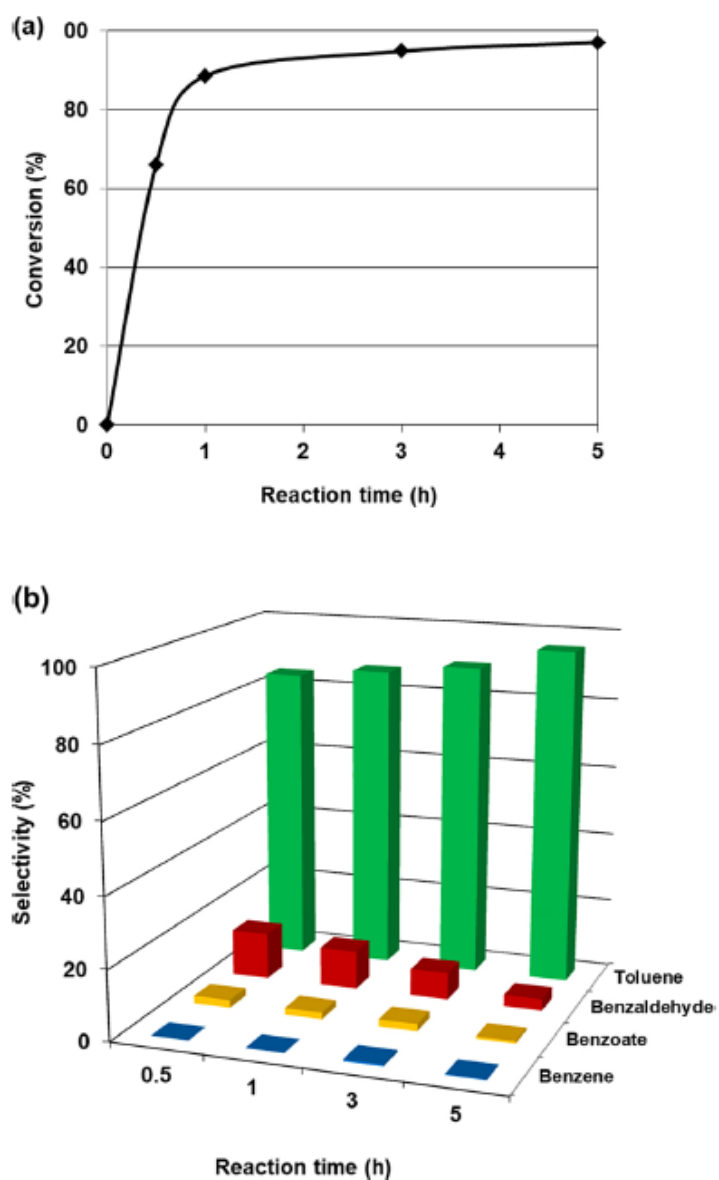 (a)
00
80
60
40
20
0
Conversion (%)
0 1 2 3 4 5
Reaction time (h)
(b)
100
80
60
40
20
0
Selectivity (%)
Toluene
Benzaldehyde
Benzoate
Benzene
0.5 1 3 5
Reaction time (h)